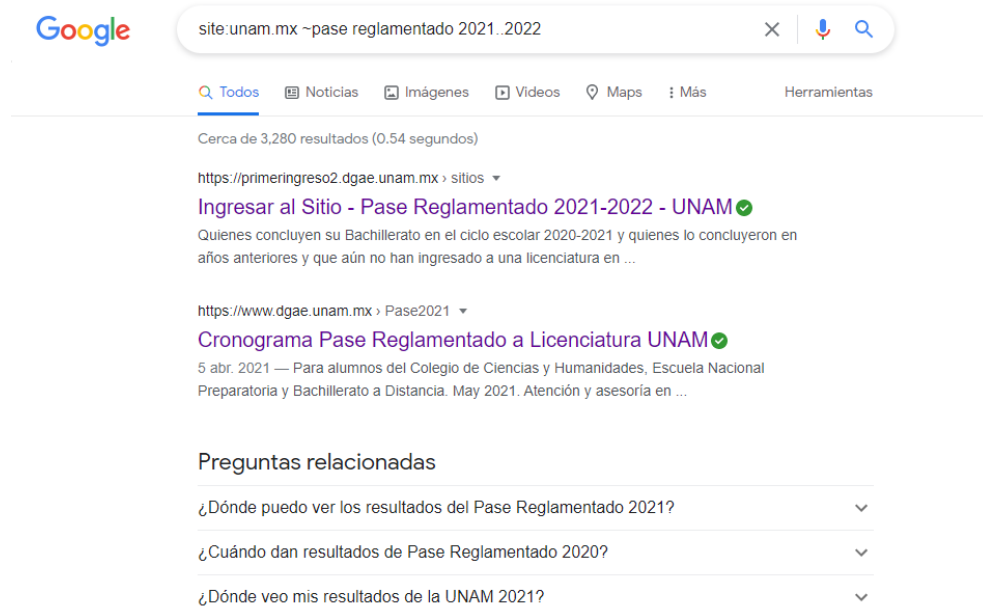 Google
site:unam.mx ~pase reglamentado 2021..2022
Todos Noticias Imágenes Videos Maps Más Herramientas
Cerca de 3,280 resultados (0.54 segundos)
https://primeringreso2.dgae.unam.mx › sitios
Ingresar al Sitio - Pase Reglamentado 2021-2022 - UNAM
Quienes concluyen su Bachillerato en el ciclo escolar 2020-2021 y quienes lo concluyeron en
años anteriores y que aún no han ingresado a una licenciatura en ...
https://www.dgae.unam.mx › Pase2021
Cronograma Pase Reglamentado a Licenciatura UNAM
5 abr. 2021 — Para alumnos del Colegio de Ciencias y Humanidades, Escuela Nacional
Preparatoria y Bachillerato a Distancia. May 2021. Atención y asesoría en ...
Preguntas relacionadas
¿Dónde puedo ver los resultados del Pase Reglamentado 2021?
¿Cuándo dan resultados de Pase Reglamentado 2020?
¿Dónde veo mis resultados de la UNAM 2021?